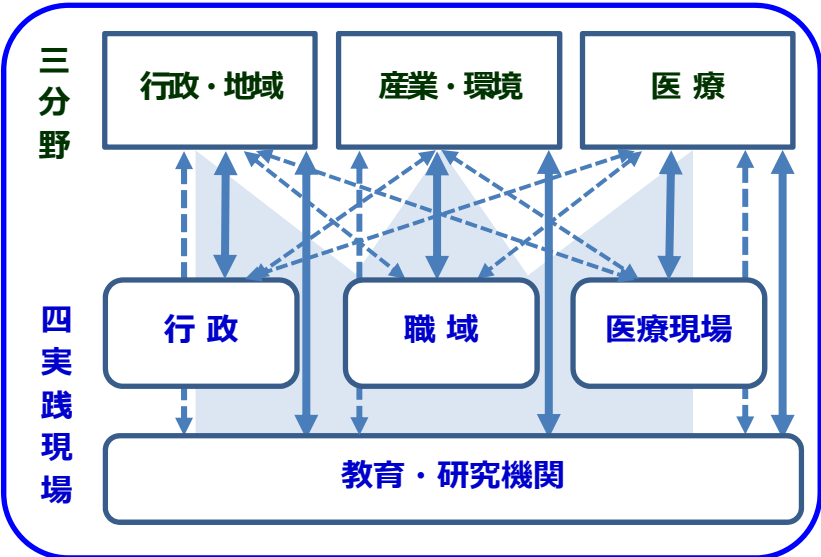 三分野
行政・地域
産業・環境
医 療
四実践現場
行 政
職 域
医療現場
教育・研究機関